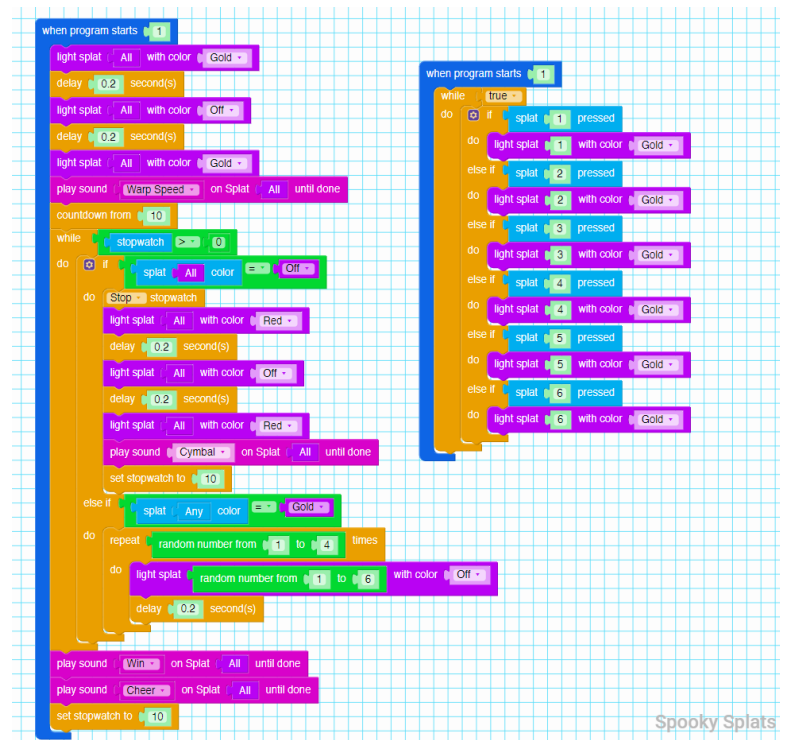 when program starts 1
light splat All with color Gold
delay 0.2 second(s)
light splat All with color Off
delay 0.2 second(s)
light splat All with color Gold
play sound Warp Speed on Splat All until done
countdown from 10
while stopwatch > 0
do if splat All color = Off
do Stop stopwatch
light splat All with color Red
delay 0.2 second(s)
light splat All with color Off
delay 0.2 second(s)
light splat All with color Red
play sound Cymbal on Splat All until done
set stopwatch to 10
else if splat Any color = Gold
do repeat random number from 1 to 4 times
do light splat random number from 1 to 6 with color Off
delay 0.2 second(s)
play sound Win on Splat All until done
play sound Cheer on Splat All until done
set stopwatch to 10
when program starts 1
while true
do if splat 1 pressed
do light splat 1 with color Gold
else if splat 2 pressed
do light splat 2 with color Gold
else if splat 3 pressed
do light splat 3 with color Gold
else if splat 4 pressed
do light splat 4 with color Gold
else if splat 5 pressed
do light splat 5 with color Gold
else if splat 6 pressed
do light splat 6 with color Gold
Spooky Splats